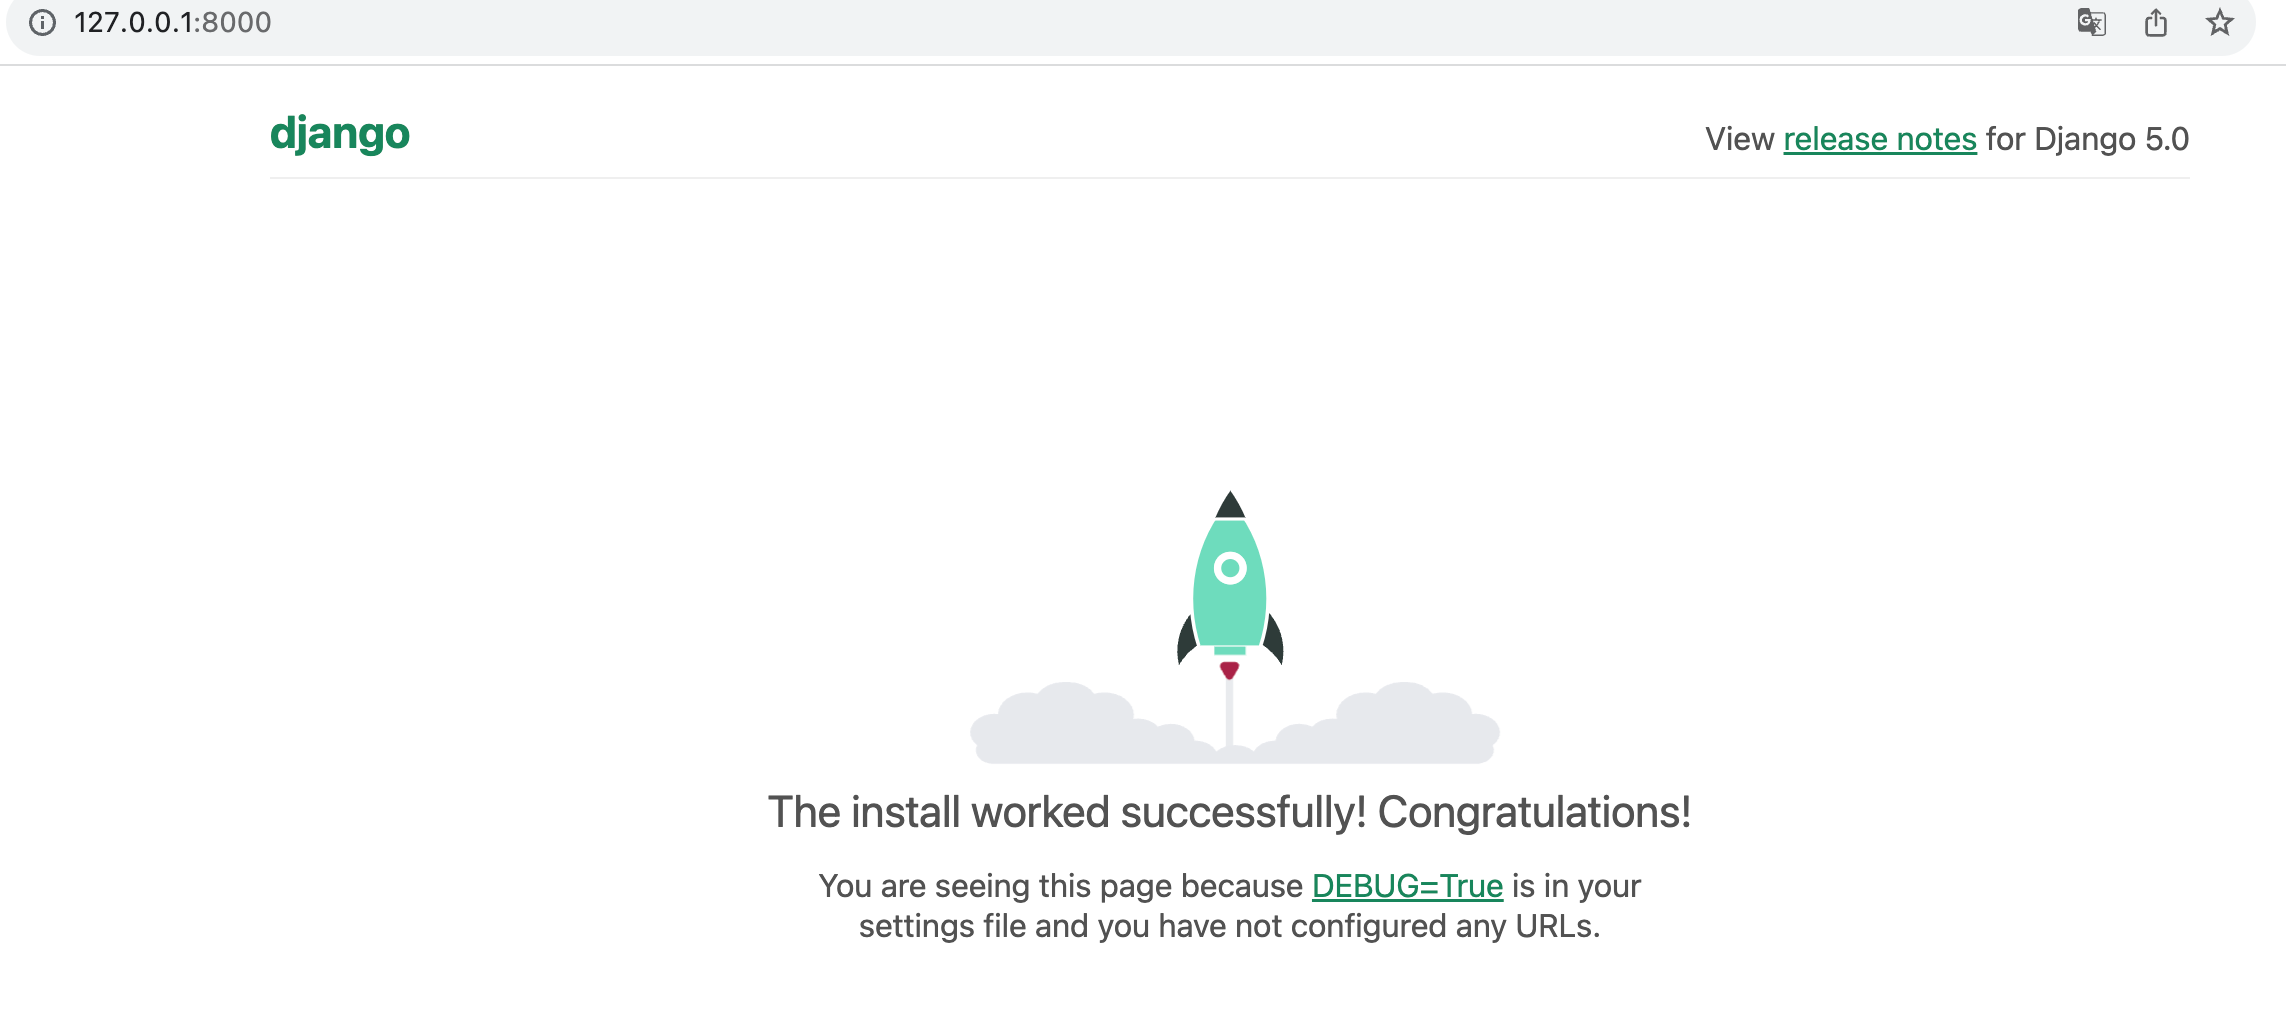 127.0.0.1:8000
django
View release notes for Django 5.0
The install worked successfully! Congratulations!
You are seeing this page because DEBUG=True is in your
settings file and you have not configured any URLs.